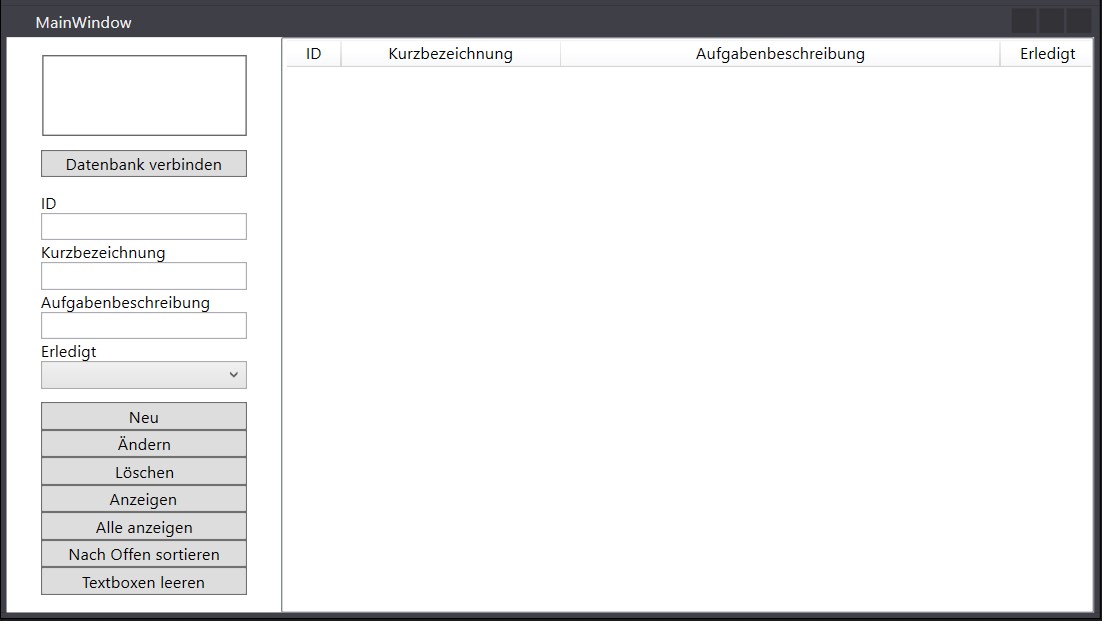 MainWindow
Datenbank verbinden
ID
Kurzbezeichnung
Aufgabenbeschreibung
Erledigt
Neu
Ändern
Löschen
Anzeigen
Alle anzeigen
Nach Offen sortieren
Textboxen leeren
ID Kurzbezeichnung Aufgabenbeschreibung Erledigt